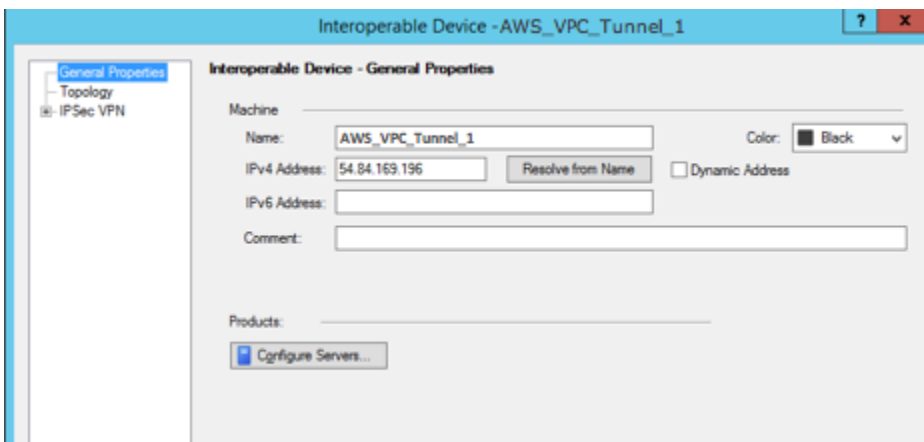 Interoperable Device -AWS_VPC_Tunnel_1
? x
General Properties
Topology
IPSec VPN
Interoperable Device - General Properties
Machine
Name: AWS_VPC_Tunnel_1 Color: Black
IPv4 Address: 54.84.169.196 Resolve from Name Dynamic Address
IPv6 Address:
Comment:
Products:
Configure Servers...